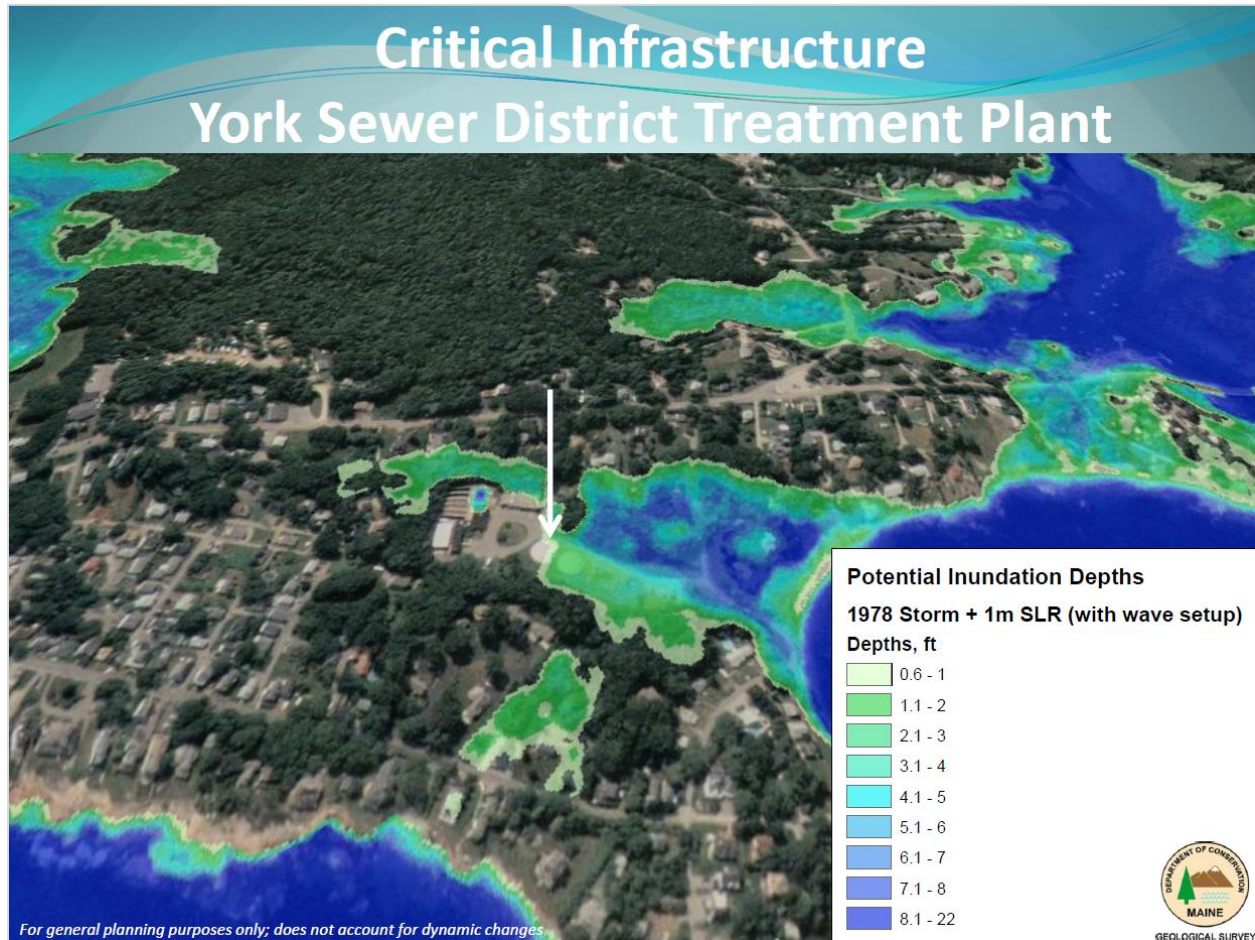 Critical Infrastructure
York Sewer District Treatment Plant
Potential Inundation Depths
1978 Storm + 1m SLR (with wave setup)
Depths, ft
0.6 - 1
1.1 - 2
2.1 - 3
3.1 - 4
4.1 - 5
5.1 - 6
6.1 - 7
7.1 - 8
8.1 - 22
For general planning purposes only; does not account for dynamic changes
DEPARTMENT OF CONSERVATION
MAINE
GEOLOGICAL SURVEY